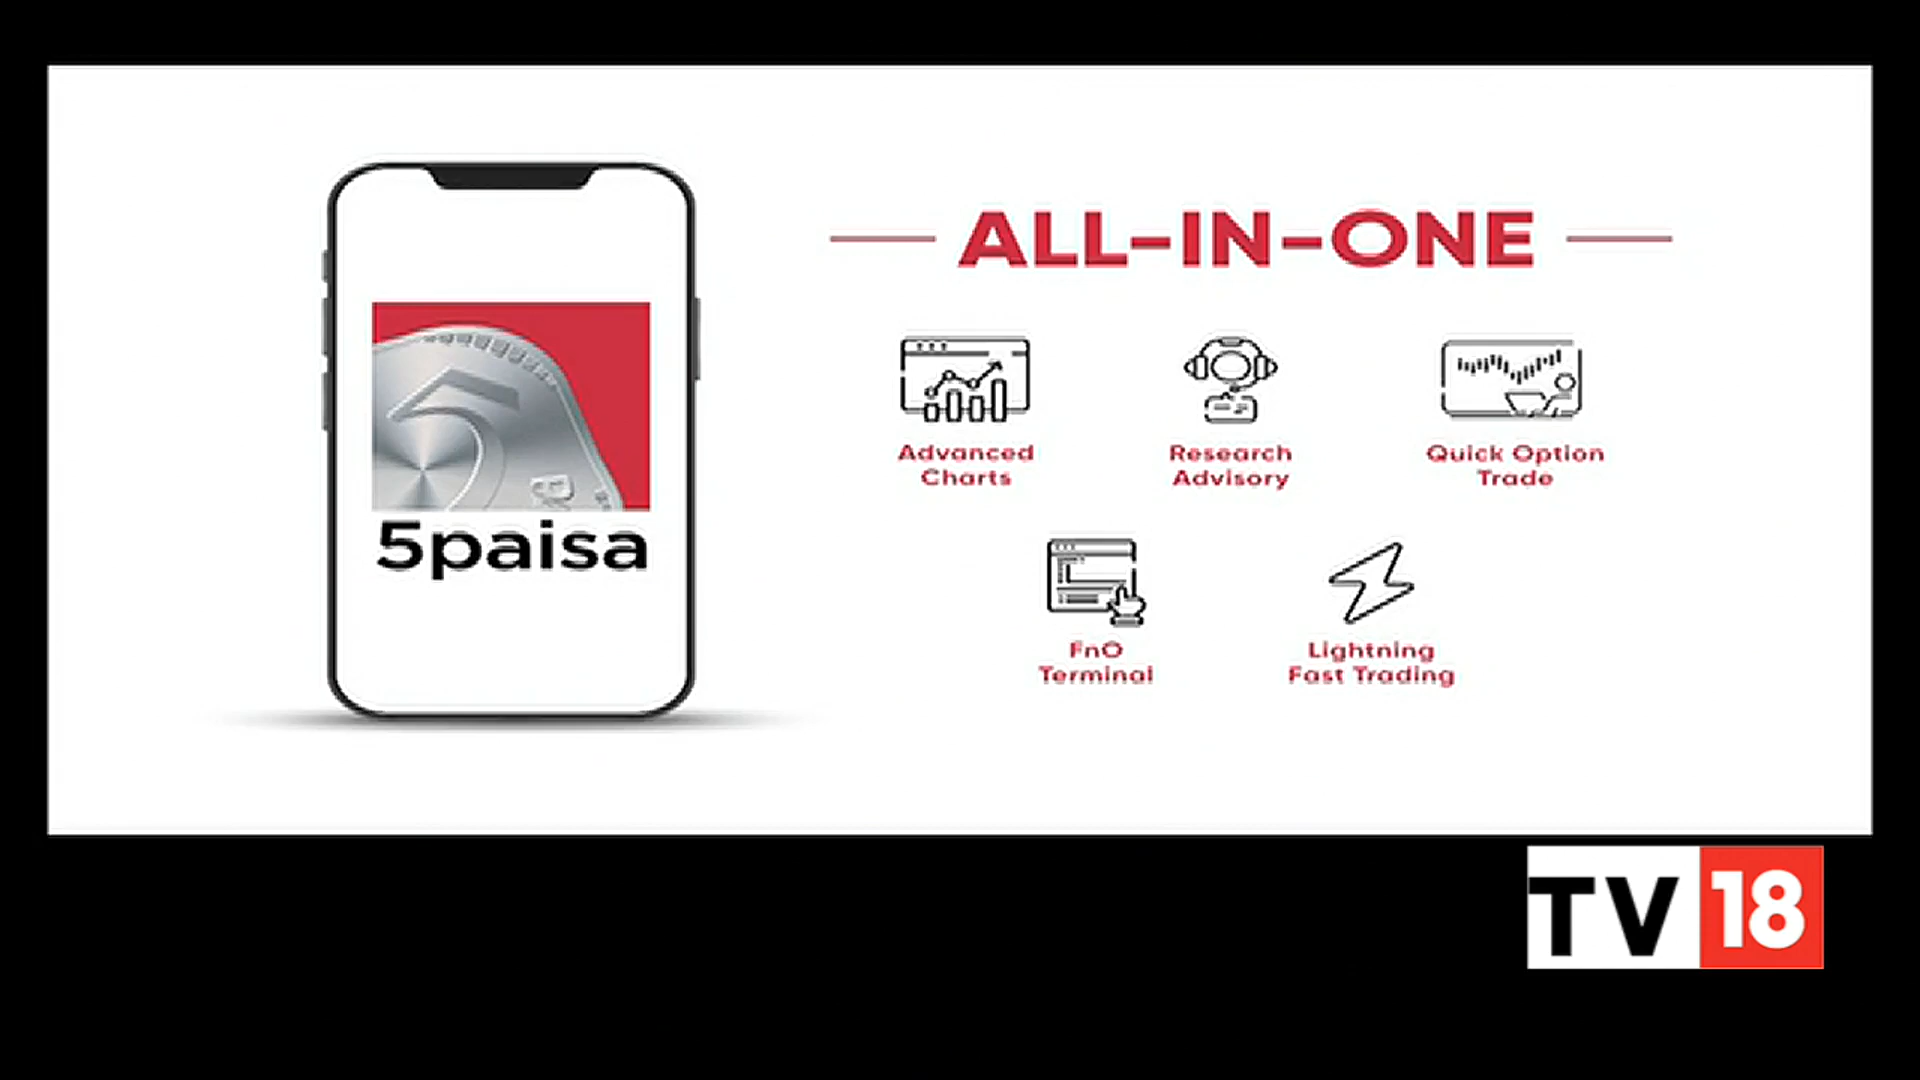 ALL-IN-ONE
Advanced
Charts
Research
Advisory
Quick Option
Trade
5paisa
FnO
Terminal
Lightning
Fast Trading
TV18